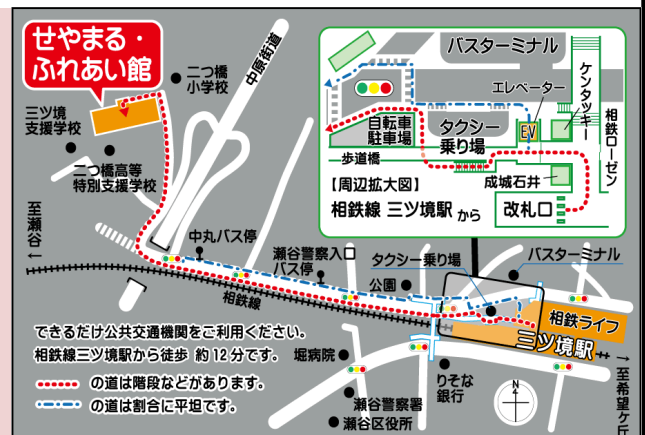 せやまる・
ふれあい館
二つ橋
小学校
中原街道
三ツ境
支援学校
二つ橋高等
特別支援学校
バスターミナル
エレベーター
ケンタッキー
相鉄ローゼン
自転車
駐車場
タクシー
乗り場
EV
歩道橋
成城石井
【周辺拡大図】
相鉄線 三ツ境駅 から
改札口
至瀬谷←
中丸バス停
瀬谷警察入口
バス停
タクシー乗り場
バスターミナル
公園
相鉄線
相鉄ライフ
三ツ境駅
→至希望ケ丘
できるだけ公共交通機関をご利用ください。
相鉄線三ツ境駅から徒歩 約12分です。
の道は階段などがあります。
の道は割合に平坦です。
堀病院
りそな
銀行
瀬谷警察署
瀬谷区役所
N